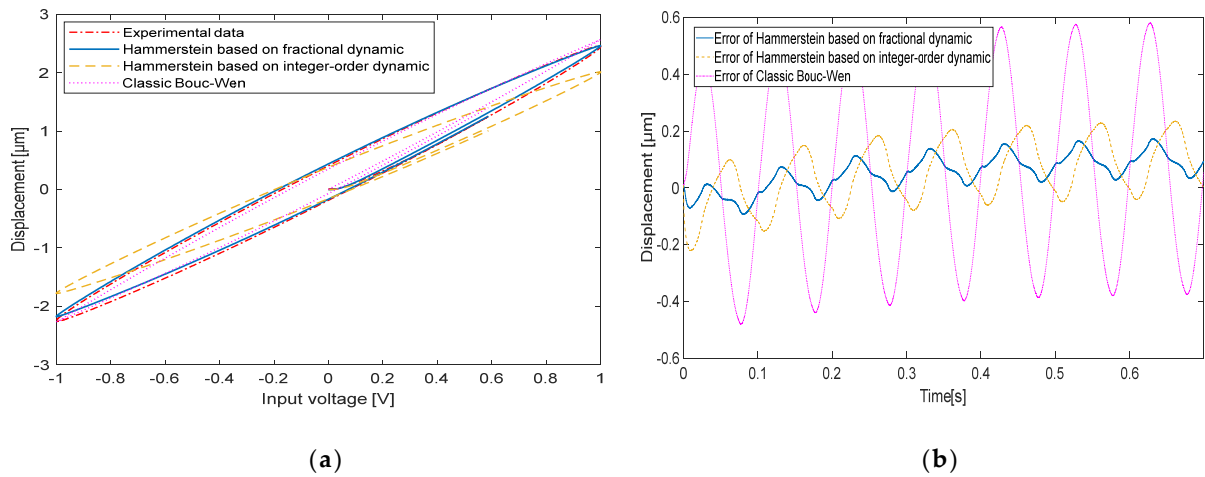 Experimental data
Hammerstein based on fractional dynamic
Hammerstein based on integer-order dynamic
Classic Bouc-Wen
3
2
1
0
-1
-2
-3
-1 -0.8 -0.6 -0.4 -0.2 0 0.2 0.4 0.6 0.8 1
Displacement [µm]
Input voltage [V]
(a)
Error of Hammerstein based on fractional dynamic
Error of Hammerstein based on integer-order dynamic
Error of Classic Bouc-Wen
0.6
0.4
0.2
0
-0.2
-0.4
-0.6
0 0.1 0.2 0.3 0.4 0.5 0.6
Displacement [µm]
Time[s]
(b)